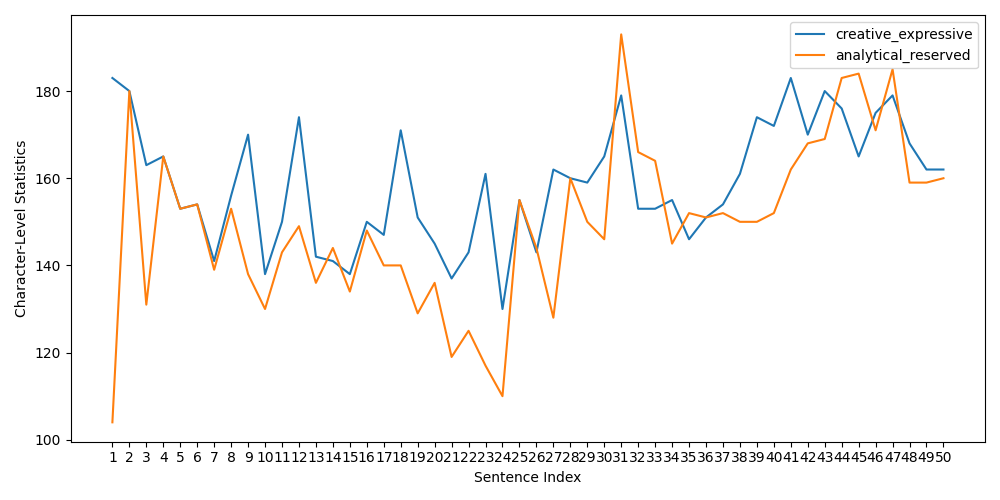 creative_expressive
analytical_reserved
Character-Level Statistics
180
160
140
120
100
1 2 3 4 5 6 7 8 9 10 11 12 13 14 15 16 17 18 19 20 21 22 23 24 25 26 27 28 29 30 31 32 33 34 35 36 37 38 39 40 41 42 43 44 45 46 47 48 49 50
Sentence Index